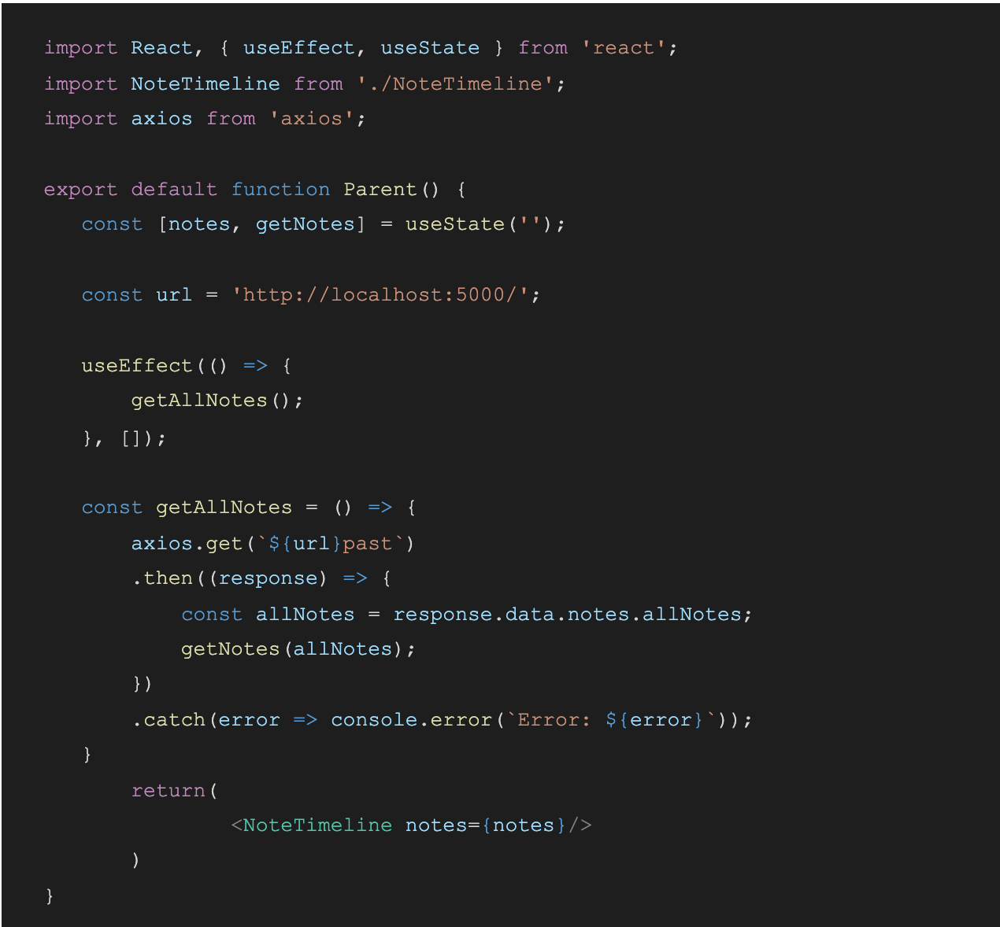 import React, { useEffect, useState } from 'react';
import NoteTimeline from './NoteTimeline';
import axios from 'axios';
export default function Parent() {
const [notes, getNotes] = useState('');
const url = 'http://localhost:5000/';
useEffect(() => {
getAllNotes();
}, []);
const getAllNotes = () => {
axios.get(`${url}past`)
.then((response) => {
const allNotes = response.data.notes.allNotes;
getNotes(allNotes);
})
.catch(error => console.error(`Error: ${error}`));
}
return(
<NoteTimeline notes={notes}/>
)
}